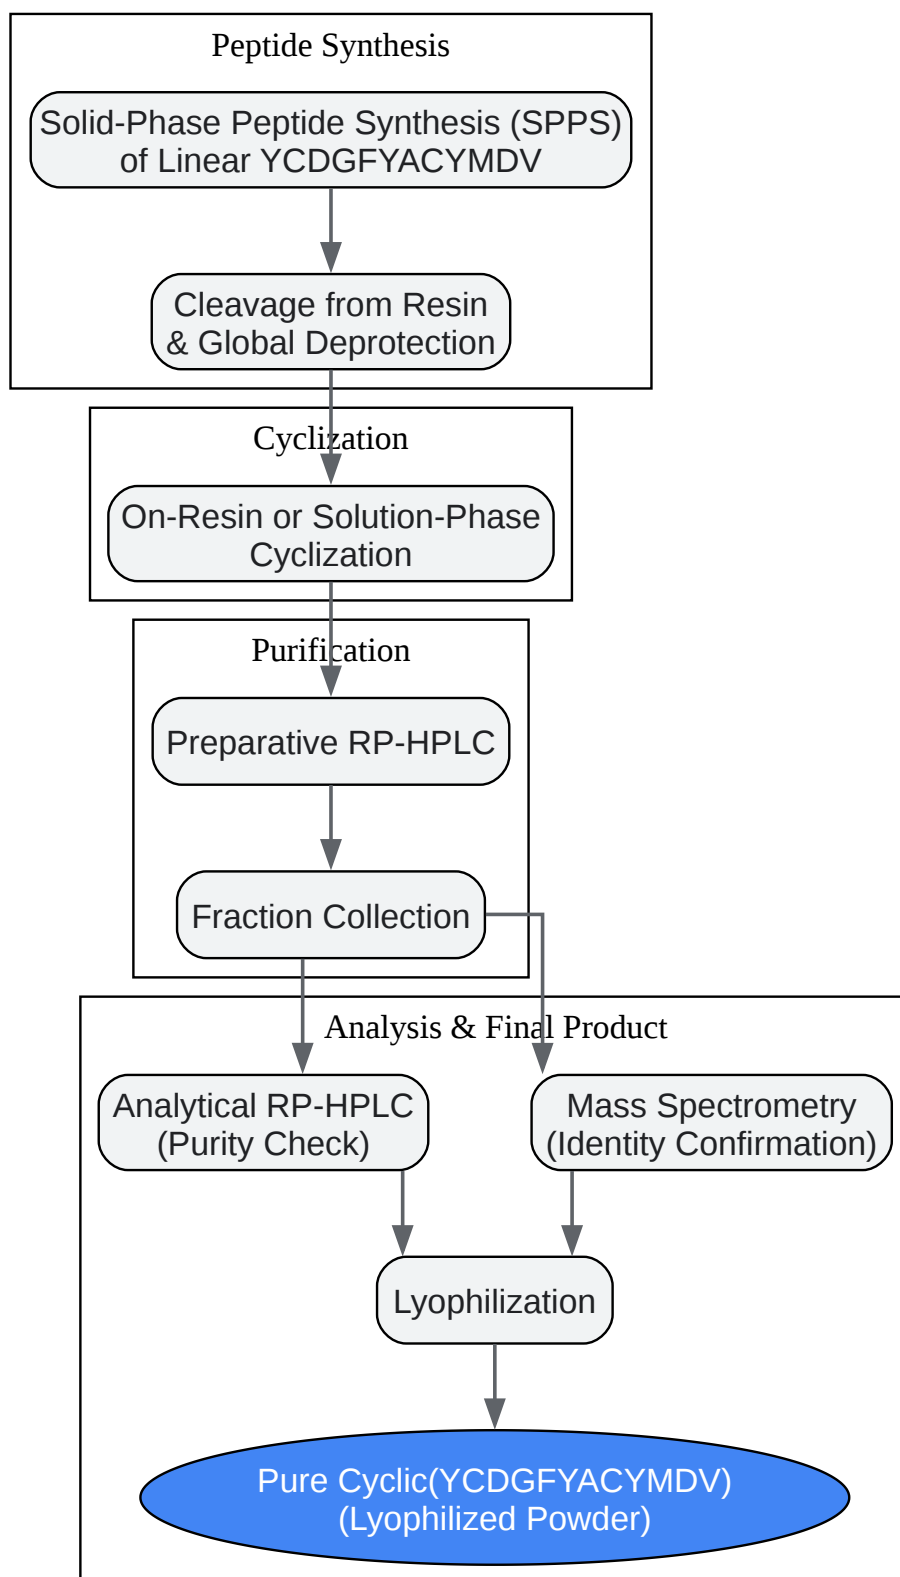 Peptide Synthesis
Solid-Phase Peptide Synthesis (SPPS)
of Linear YCDGFYACYMDV
Cleavage from Resin
& Global Deprotection
Cyclization
On-Resin or Solution-Phase
Cyclization
Purification
Preparative RP-HPLC
Fraction Collection
Analysis & Final Product
Analytical RP-HPLC
(Purity Check)
Mass Spectrometry
(Identity Confirmation)
Lyophilization
Pure Cyclic(YCDGFYACYMDV)
(Lyophilized Powder)